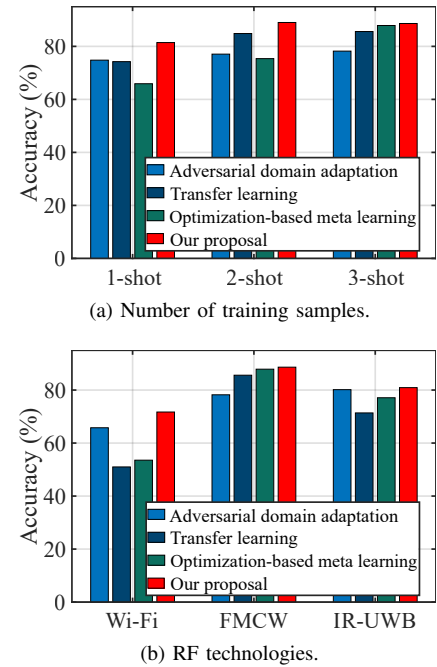 Accuracy (%)
80
60
40
20
0
Adversarial domain adaptation
Transfer learning
Optimization-based meta learning
Our proposal
1-shot 2-shot 3-shot
(a) Number of training samples.
Accuracy (%)
80
60
40
20
0
Adversarial domain adaptation
Transfer learning
Optimization-based meta learning
Our proposal
Wi-Fi FMCW IR-UWB
(b) RF technologies.